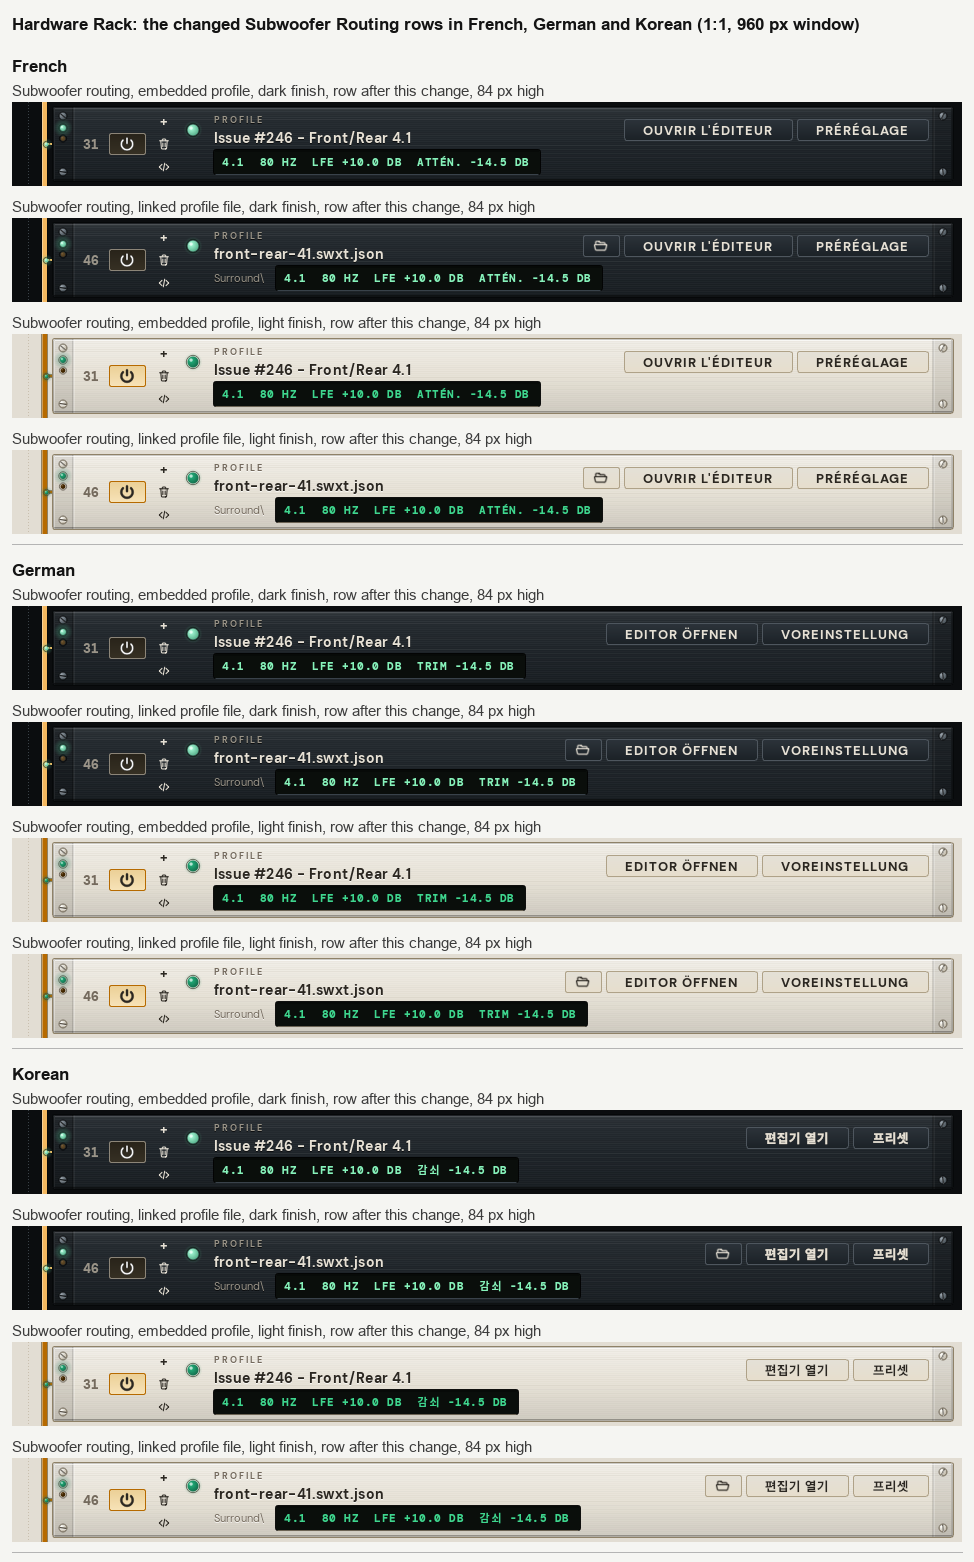 Hardware Rack: the changed Subwoofer Routing rows in French, German and Korean (1:1, 960 px window)
French
Subwoofer routing, embedded profile, dark finish, row after this change, 84 px high
31 PROFILE
Issue #246 - Front/Rear 4.1 OUVRIR L'ÉDITEUR PRÉRÉGLAGE
4.1 80 HZ LFE +10.0 DB ATTÉN. -14.5 DB
Subwoofer routing, linked profile file, dark finish, row after this change, 84 px high
46 PROFILE
front-rear-41.swxt.json OUVRIR L'ÉDITEUR PRÉRÉGLAGE
Surround\ 4.1 80 HZ LFE +10.0 DB ATTÉN. -14.5 DB
Subwoofer routing, embedded profile, light finish, row after this change, 84 px high
31 PROFILE
Issue #246 - Front/Rear 4.1 OUVRIR L'ÉDITEUR PRÉRÉGLAGE
4.1 80 HZ LFE +10.0 DB ATTÉN. -14.5 DB
Subwoofer routing, linked profile file, light finish, row after this change, 84 px high
46 PROFILE
front-rear-41.swxt.json OUVRIR L'ÉDITEUR PRÉRÉGLAGE
Surround\ 4.1 80 HZ LFE +10.0 DB ATTÉN. -14.5 DB
German
Subwoofer routing, embedded profile, dark finish, row after this change, 84 px high
31 PROFILE
Issue #246 - Front/Rear 4.1 EDITOR ÖFFNEN VOREINSTELLUNG
4.1 80 HZ LFE +10.0 DB TRIM -14.5 DB
Subwoofer routing, linked profile file, dark finish, row after this change, 84 px high
46 PROFILE
front-rear-41.swxt.json EDITOR ÖFFNEN VOREINSTELLUNG
Surround\ 4.1 80 HZ LFE +10.0 DB TRIM -14.5 DB
Subwoofer routing, embedded profile, light finish, row after this change, 84 px high
31 PROFILE
Issue #246 - Front/Rear 4.1 EDITOR ÖFFNEN VOREINSTELLUNG
4.1 80 HZ LFE +10.0 DB TRIM -14.5 DB
Subwoofer routing, linked profile file, light finish, row after this change, 84 px high
46 PROFILE
front-rear-41.swxt.json EDITOR ÖFFNEN VOREINSTELLUNG
Surround\ 4.1 80 HZ LFE +10.0 DB TRIM -14.5 DB
Korean
Subwoofer routing, embedded profile, dark finish, row after this change, 84 px high
31 PROFILE
Issue #246 - Front/Rear 4.1 편집기 열기 프리셋
4.1 80 HZ LFE +10.0 DB 감쇠 -14.5 DB
Subwoofer routing, linked profile file, dark finish, row after this change, 84 px high
46 PROFILE
front-rear-41.swxt.json 편집기 열기 프리셋
Surround\ 4.1 80 HZ LFE +10.0 DB 감쇠 -14.5 DB
Subwoofer routing, embedded profile, light finish, row after this change, 84 px high
31 PROFILE
Issue #246 - Front/Rear 4.1 편집기 열기 프리셋
4.1 80 HZ LFE +10.0 DB 감쇠 -14.5 DB
Subwoofer routing, linked profile file, light finish, row after this change, 84 px high
46 PROFILE
front-rear-41.swxt.json 편집기 열기 프리셋
Surround\ 4.1 80 HZ LFE +10.0 DB 감쇠 -14.5 DB